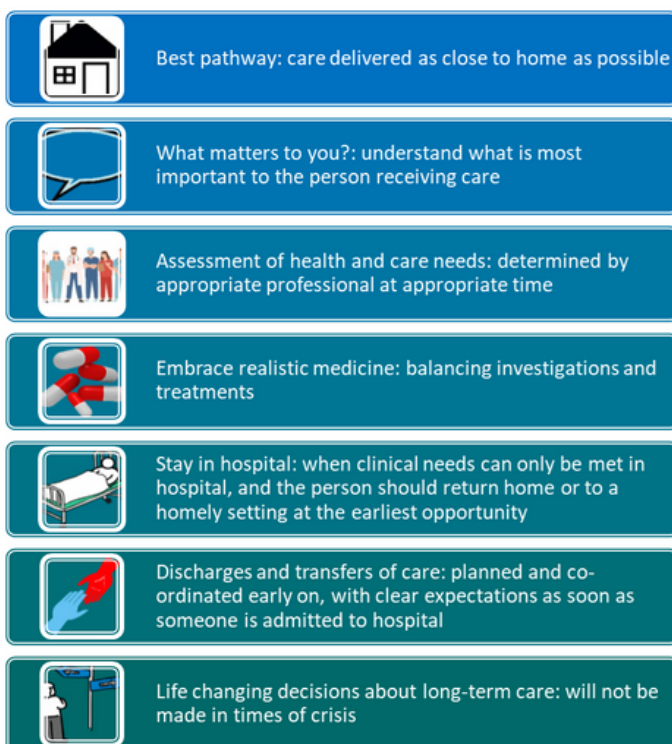 Best pathway: care delivered as close to home as possible
What matters to you?: understand what is most
important to the person receiving care
Assessment of health and care needs: determined by
appropriate professional at appropriate time
Embrace realistic medicine: balancing investigations and
treatments
Stay in hospital: when clinical needs can only be met in
hospital, and the person should return home or to a
homely setting at the earliest opportunity
Discharges and transfers of care: planned and co-
ordinated early on, with clear expectations as soon as
someone is admitted to hospital
Life changing decisions about long-term care: will not be
made in times of crisis